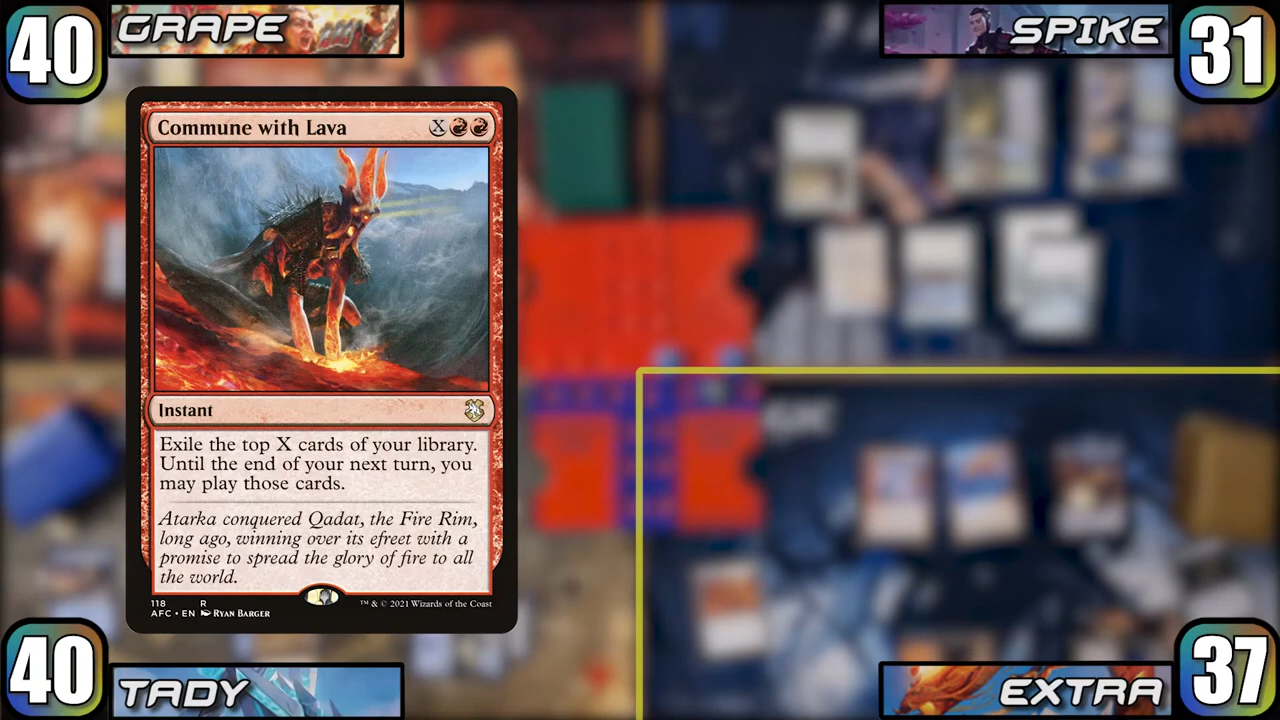 40
GRAPE
SPIKE
31
Commune with Lava
X
Instant
Exile the top X cards of your library.
Until the end of your next turn, you
may play those cards.
Atarka conquered Qadat, the Fire Rim,
long ago, winning over its efreet with a
promise to spread the glory of fire to all
the world.
118 R
AFC • EN RYAN BARGER
™ & © 2021 Wizards of the Coast
40
TADY
EXTRA
37